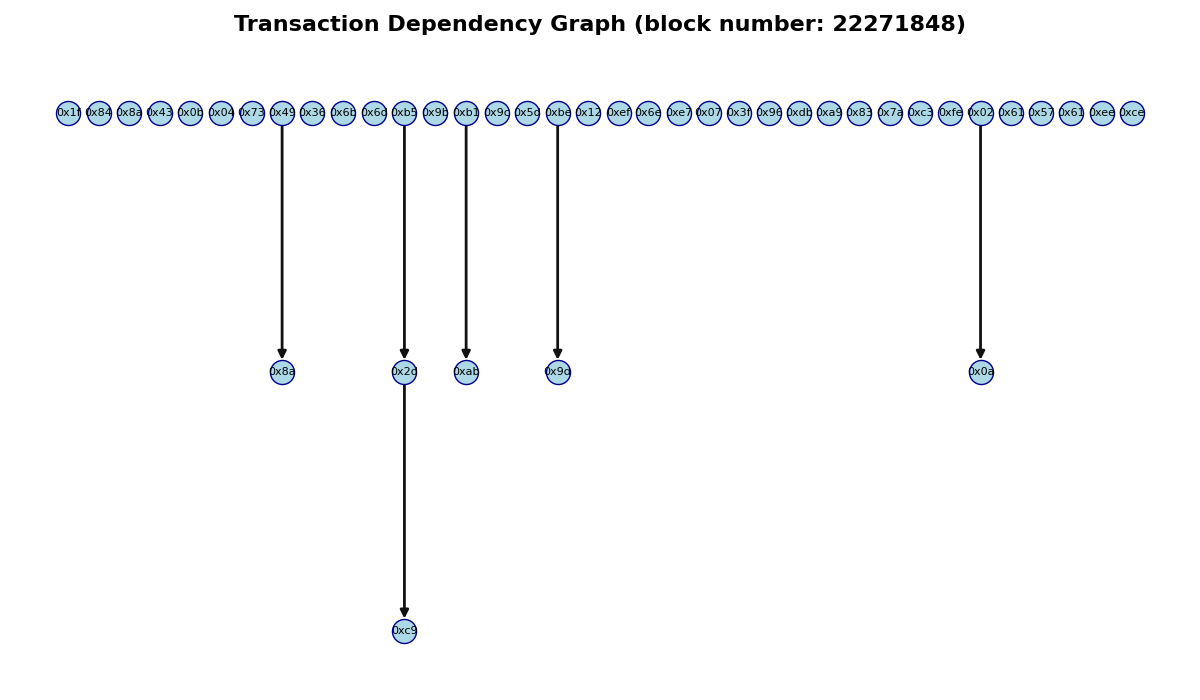 Transaction Dependency Graph (block number: 22271848)
0x1f 0x84 0x8a 0x43 0x0b 0x04 0x73 0x49 0x36 0x6b 0x6d 0xb5 0x9b 0xb1 0x9c 0x5d 0xbe 0x12 0xef 0x6e 0xe7 0x07 0x3f 0x96 0xdb 0xa9 0x83 0x7a 0xc3 0xfe 0x02 0x61 0x57 0x61 0xee 0xce
0x8a 0x2d 0xab 0x9d 0x0a
0xc9